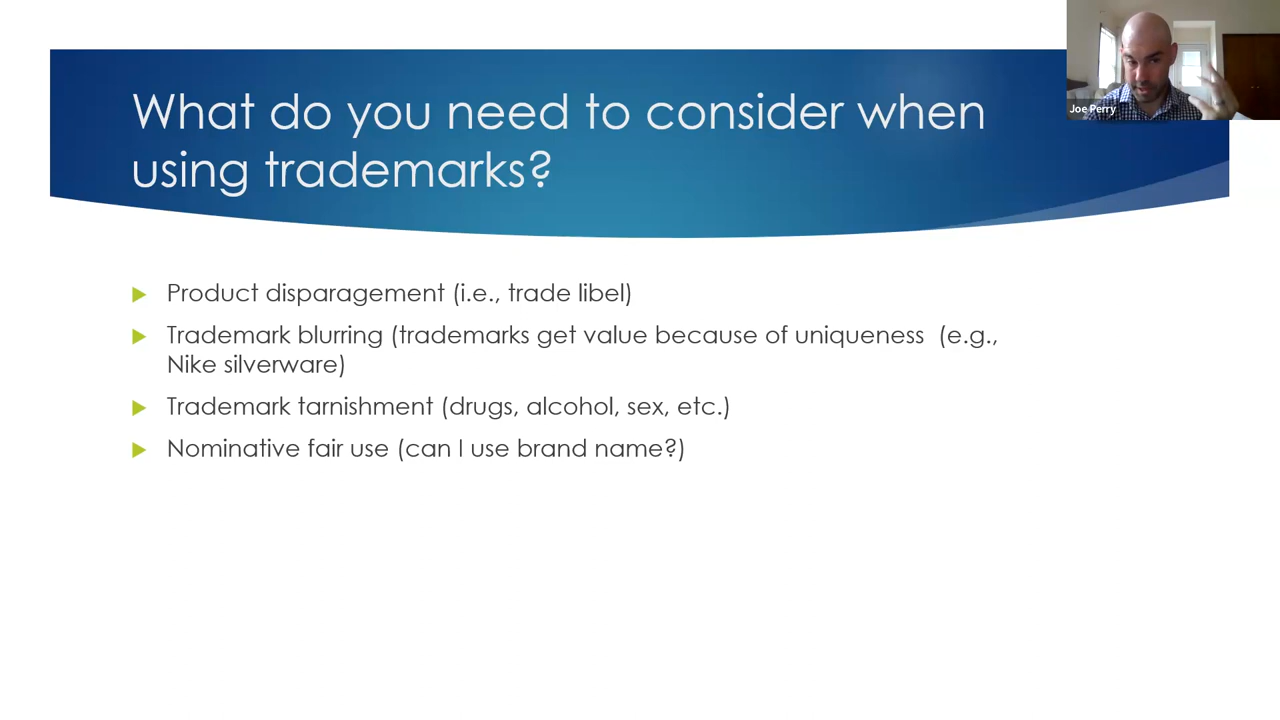 What do you need to consider when
using trademarks?
Joe Perry
Product disparagement (i.e., trade libel)
Trademark blurring (trademarks get value because of uniqueness  (e.g.,
Nike silverware)
Trademark tarnishment (drugs, alcohol, sex, etc.)
Nominative fair use (can I use brand name?)